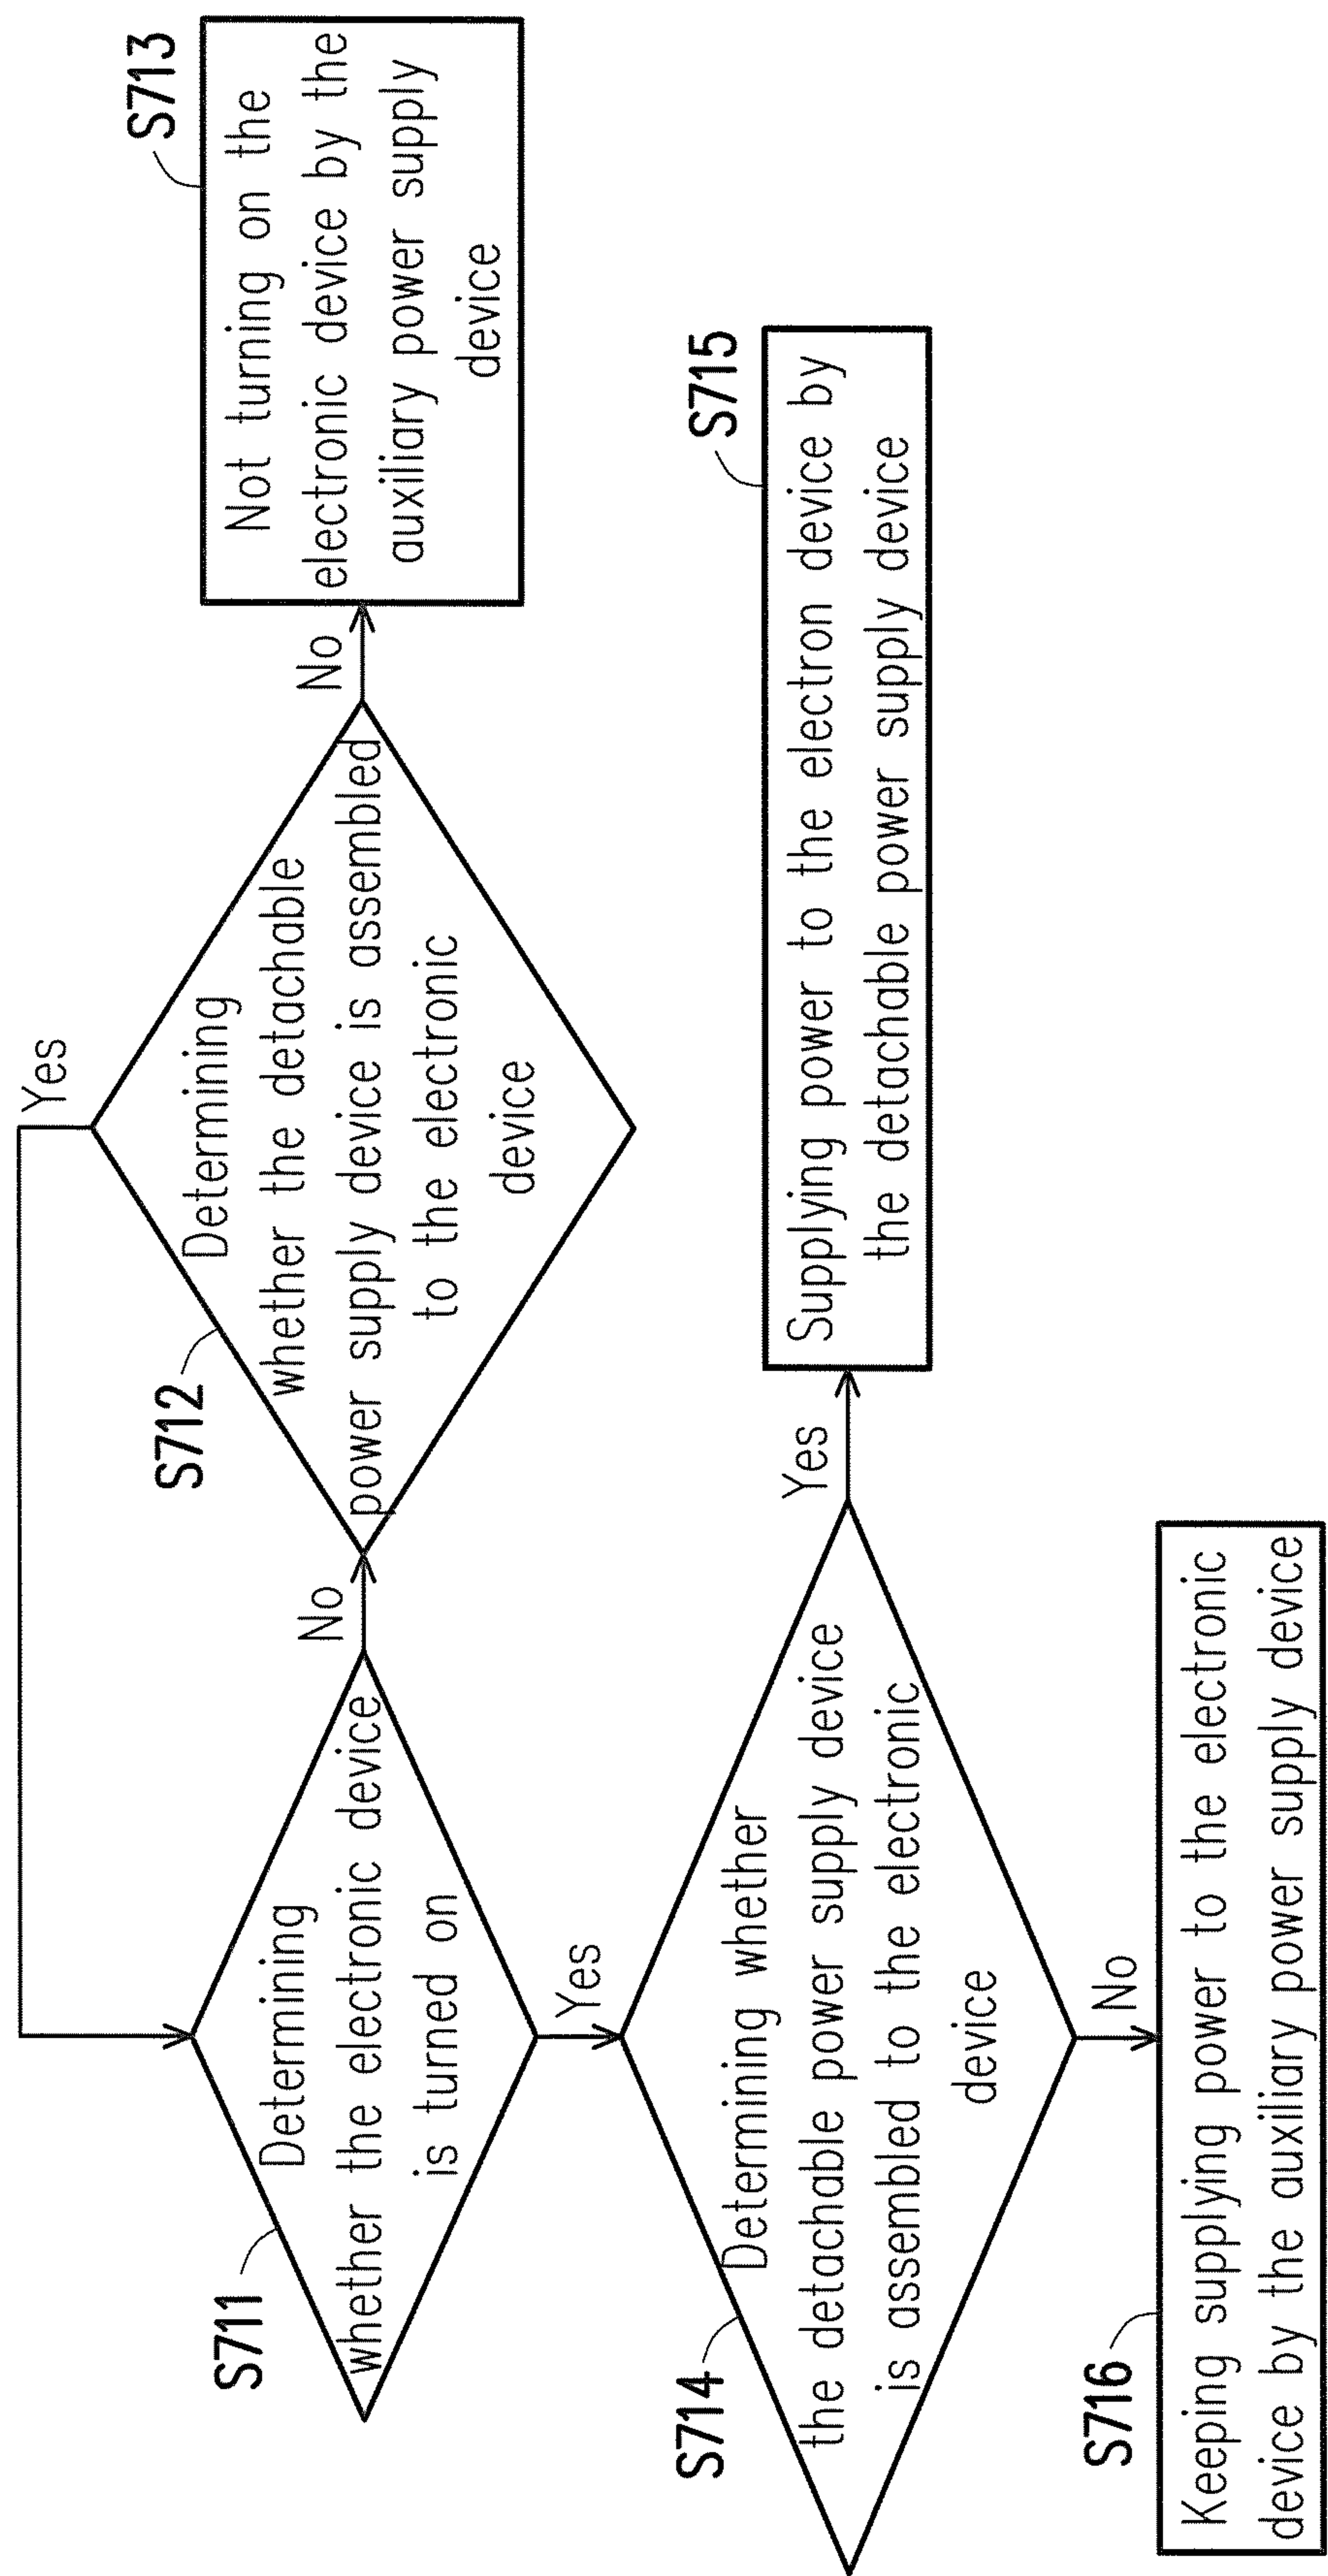 Yes
S711
Determining
whether the electronic device
is turned on
No
S712
Determining
whether the detachable
power supply device is assembled
to the electronic
device
No
S713
Not turning on the
electronic device by the
auxiliary power supply
device
Yes
S714
Determining whether
the detachable power supply device
is assembled to the electronic
device
Yes
S715
Supplying power to the electron device by
the detachable power supply device
No
S716
Keeping supplying power to the electronic
device by the auxiliary power supply device